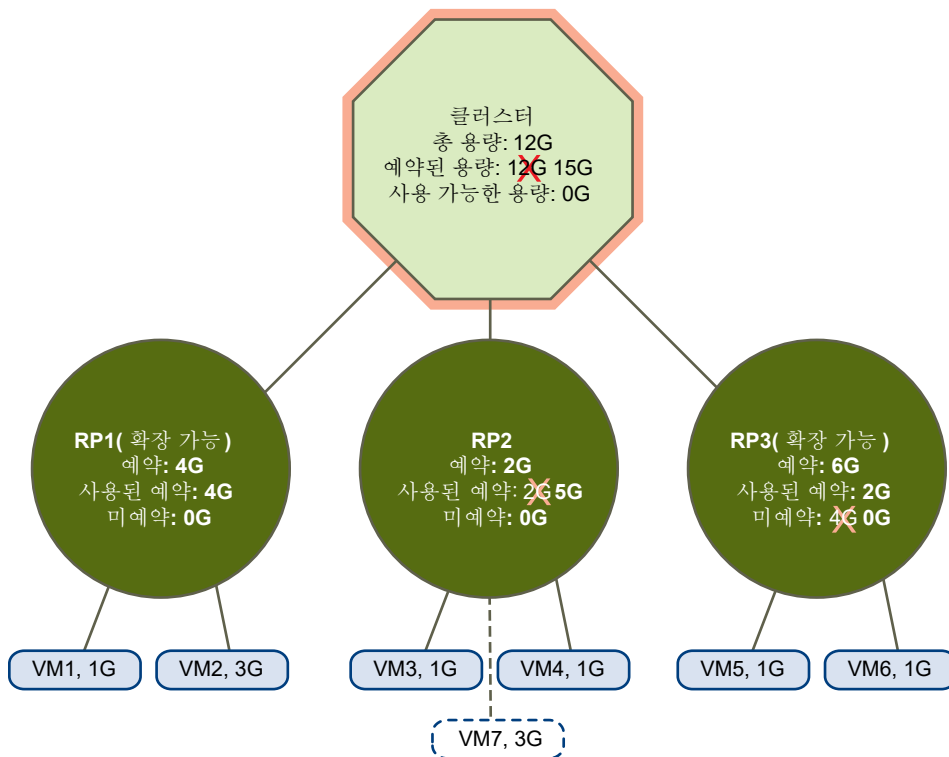 클러스터
총 용량: 12G
예약된 용량: 12G 15G
사용 가능한 용량: 0G
RP1( 확장 가능 )
예약: 4G
사용된 예약: 4G
미예약: 0G
RP2
예약: 2G
사용된 예약: 2G 5G
미예약: 0G
RP3( 확장 가능 )
예약: 6G
사용된 예약: 2G
미예약: 4G 0G
VM1, 1G
VM2, 3G
VM3, 1G
VM4, 1G
VM5, 1G
VM6, 1G
VM7, 3G